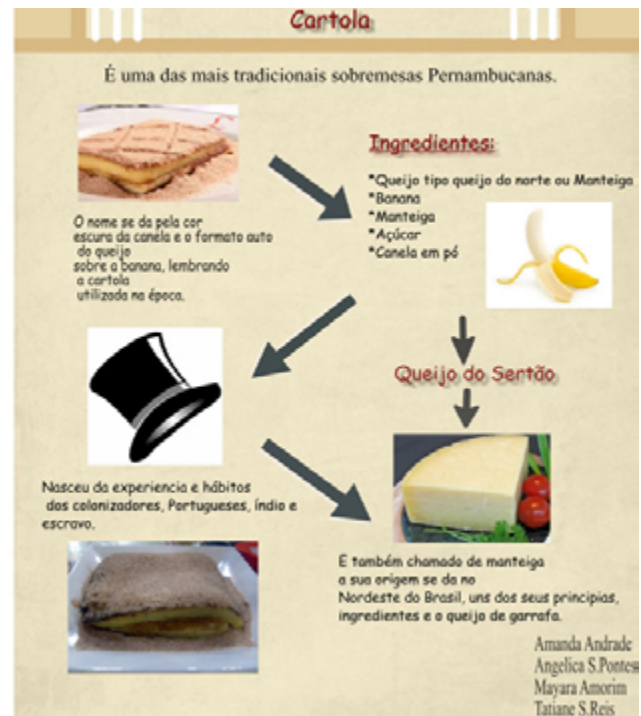 Cartola
É uma das mais tradicionais sobremesas Pernambucanas.
O nome se da pela cor
escura da canela e o formato auto
do queijo
sobre a banana, lembrando
a cartola
utilizada na época.
Ingredientes:
*Queijo tipo queijo do norte ou Manteiga
*Banana
*Manteiga
*Açúcar
*Canela em pó
Queijo do Sertão
Nasceu da experiencia e hábitos
dos colonizadores, Portugueses, índio e
escravo.
E também chamado de manteiga
a sua origem se da no
Nordeste do Brasil, uns dos seus principias,
ingredientes e o queijo de garrafa.
Amanda Andrade
Angelica S.Pontess
Mayara Amorim
Tatiane S.Reis